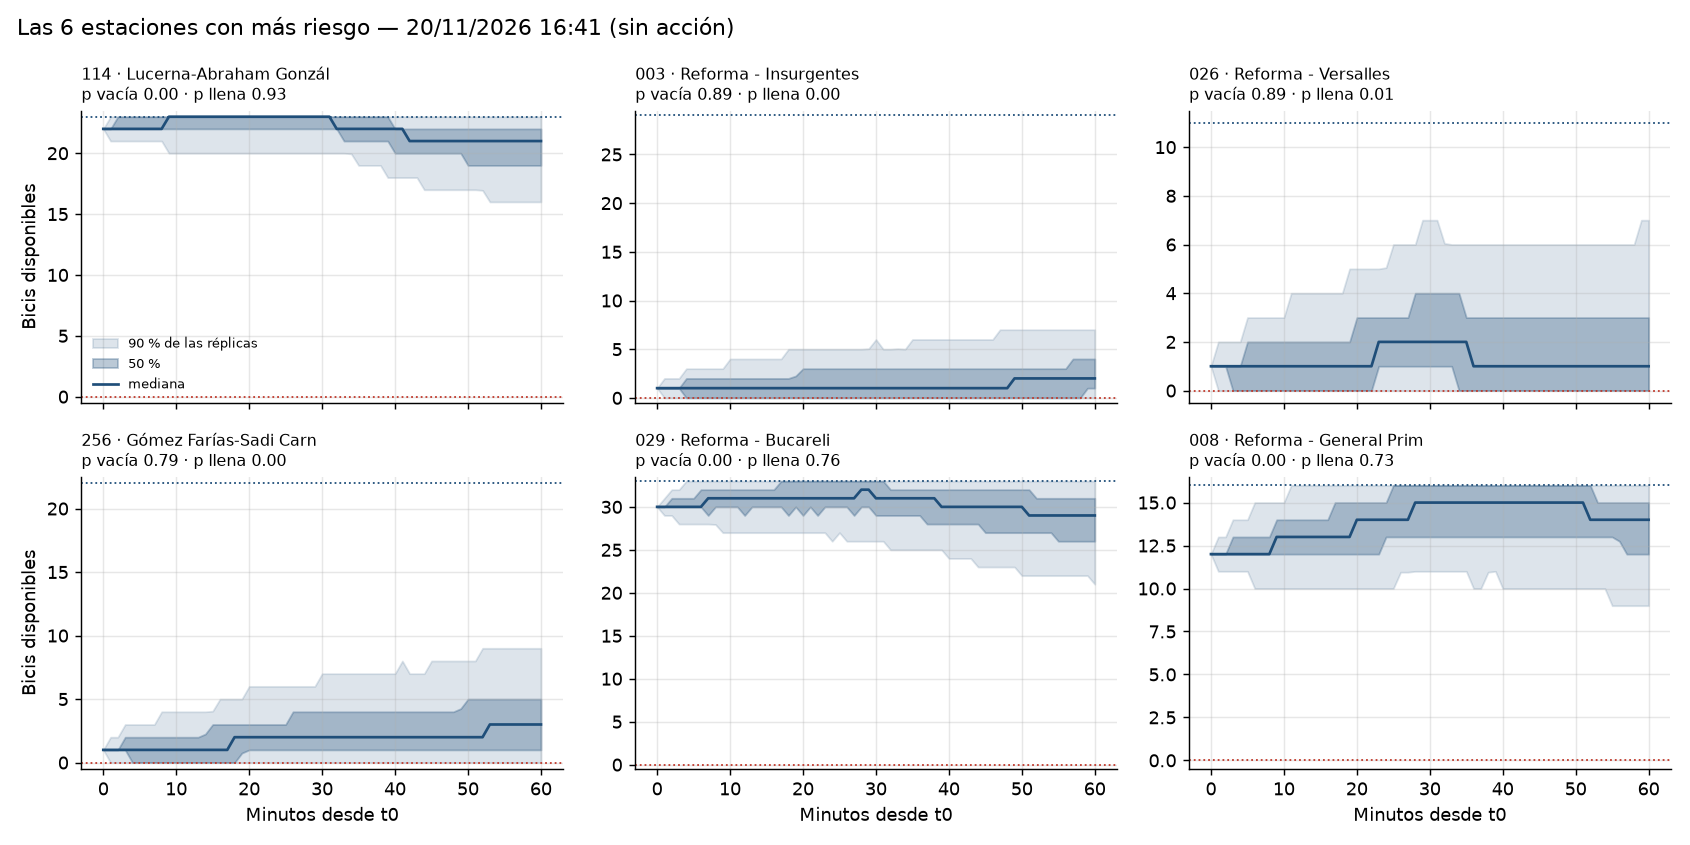 Las 6 estaciones con más riesgo — 20/11/2026 16:41 (sin acción)
114 · Lucerna-Abraham Gonzál
p vacía 0.00 · p llena 0.93
Bicis disponibles
20
15
10
5
0
90 % de las réplicas
50 %
mediana
003 · Reforma - Insurgentes
p vacía 0.89 · p llena 0.00
25
20
15
10
5
0
026 · Reforma - Versalles
p vacía 0.89 · p llena 0.01
10
8
6
4
2
0
256 · Gómez Farías-Sadi Carn
p vacía 0.79 · p llena 0.00
Bicis disponibles
20
15
10
5
0
0 10 20 30 40 50 60
Minutos desde t0
029 · Reforma - Bucareli
p vacía 0.00 · p llena 0.76
30
25
20
15
10
5
0
0 10 20 30 40 50 60
Minutos desde t0
008 · Reforma - General Prim
p vacía 0.00 · p llena 0.73
15.0
12.5
10.0
7.5
5.0
2.5
0.0
0 10 20 30 40 50 60
Minutos desde t0